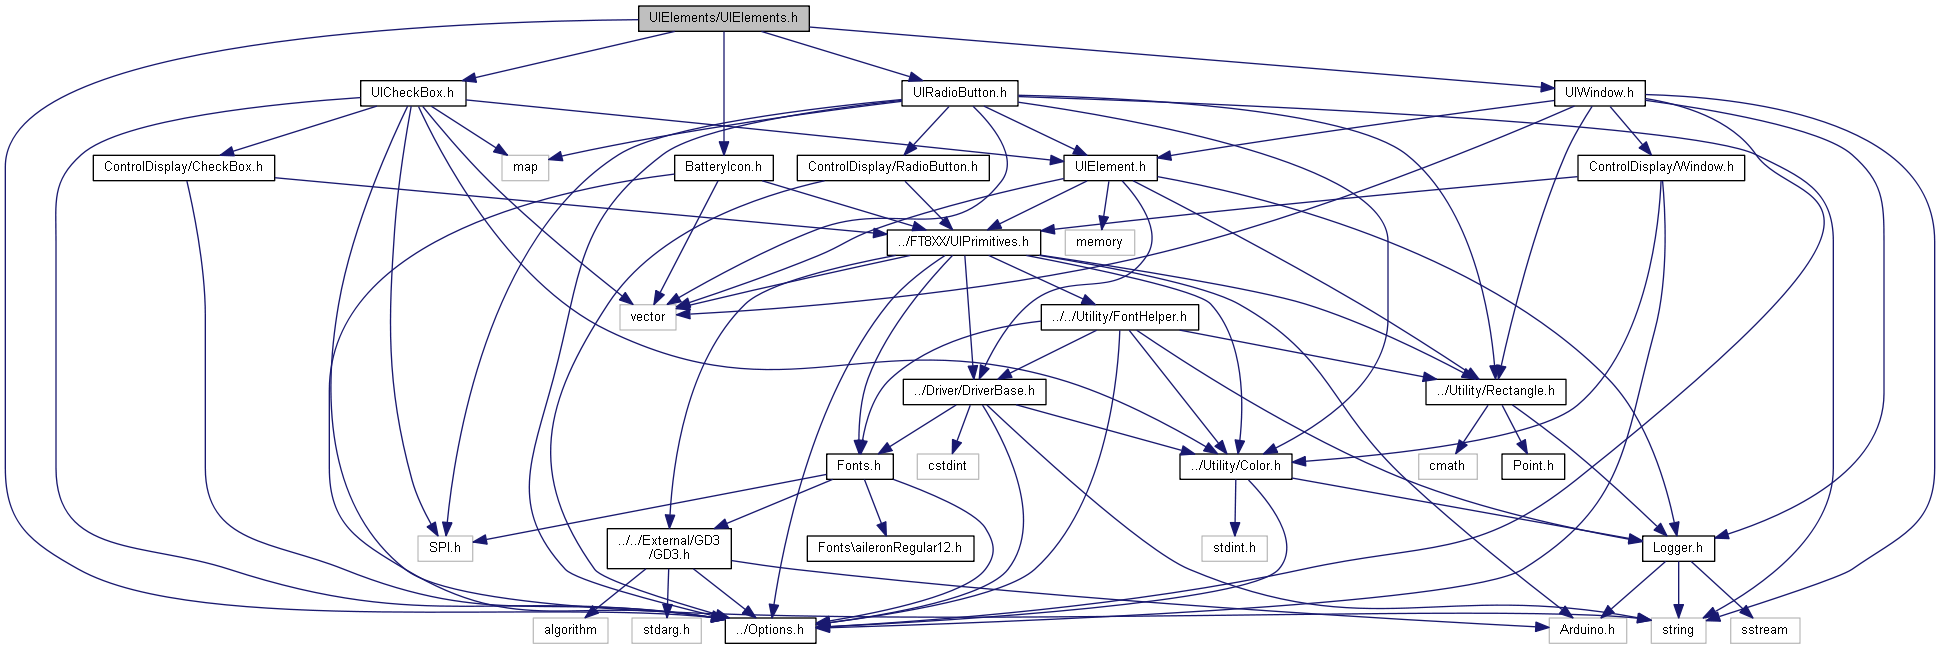 UIElements/UIElements.h
UICheckBox.h
UIRadioButton.h
UIWindow.h
ControlDisplay/CheckBox.h
map
BatteryIcon.h
ControlDisplay/RadioButton.h
UIElement.h
ControlDisplay/Window.h
../FT8XX/UIPrimitives.h
memory
vector
../../Utility/FontHelper.h
../Driver/DriverBase.h
../Utility/Rectangle.h
Fonts.h
cstdint
../Utility/Color.h
cmath
Point.h
SPI.h
../../External/GD3
/GD3.h
Fonts\aileronRegular12.h
stdint.h
Logger.h
algorithm
stdarg.h
../Options.h
Arduino.h
string
sstream